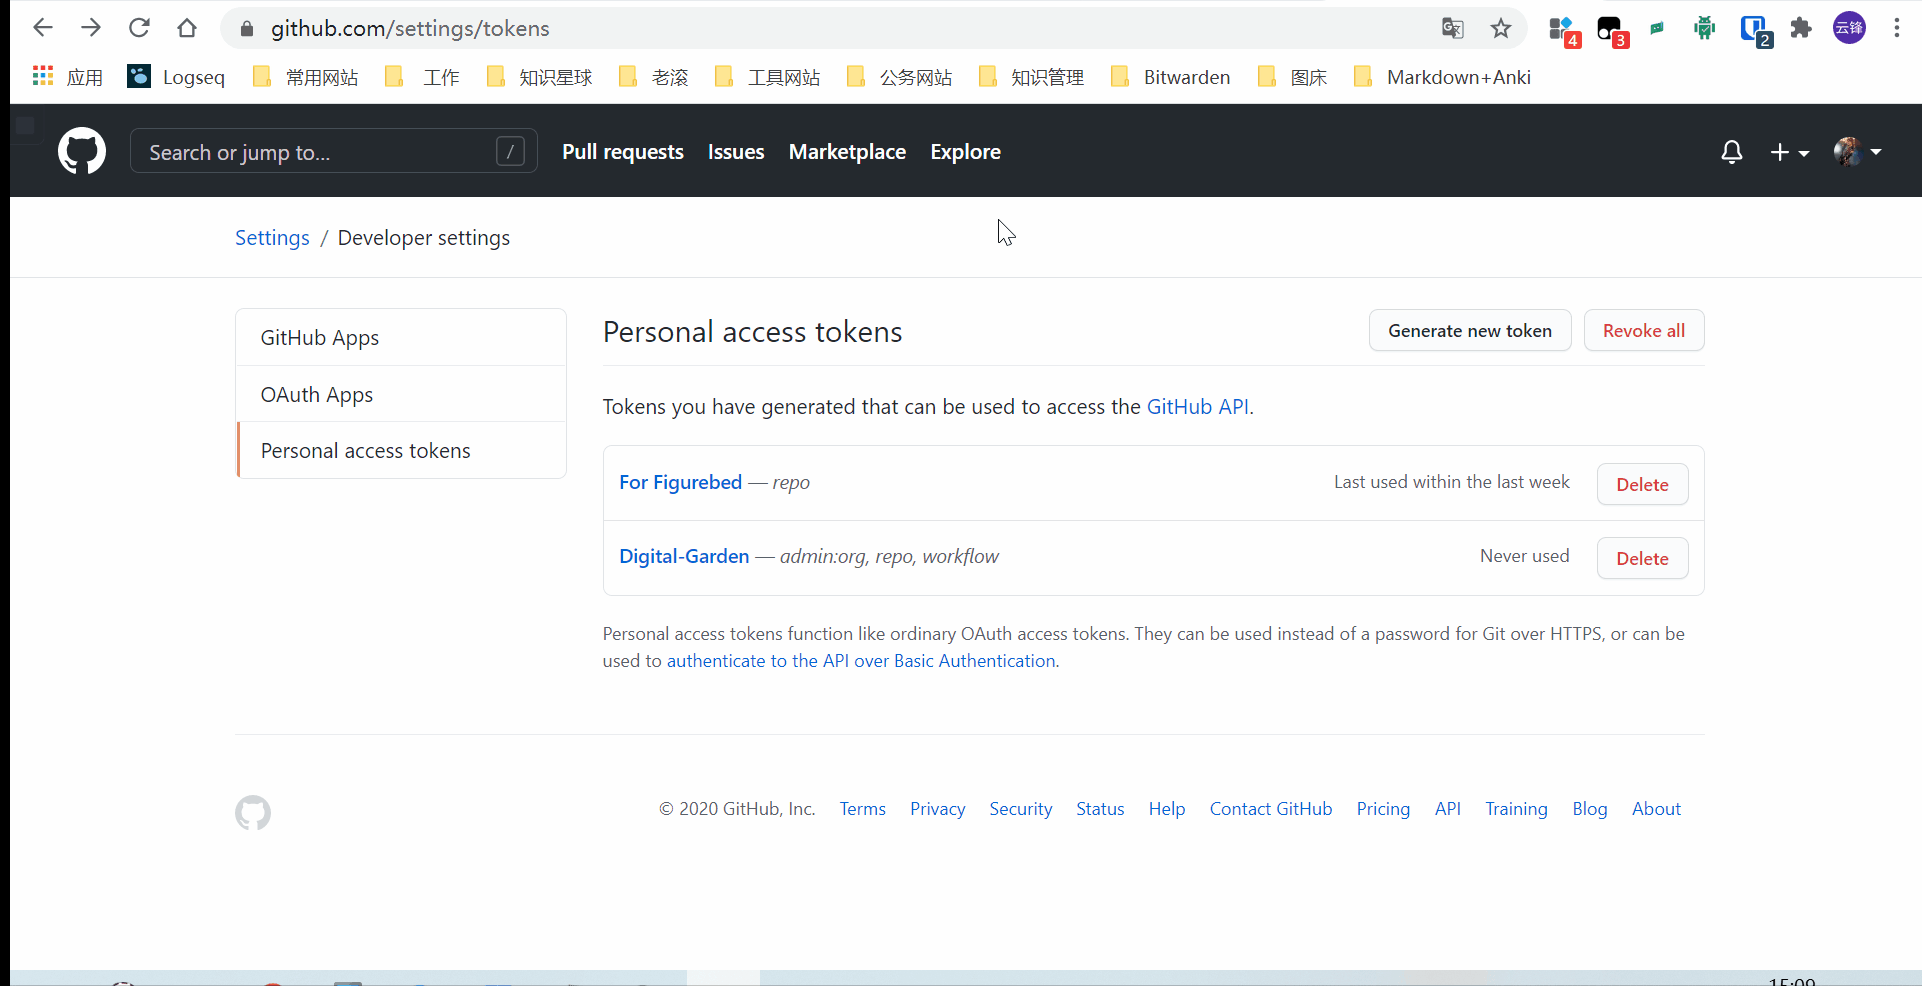 github.com/settings/tokens
4
3
2
云锋
应用 Logseq 常用网站 工作 知识星球 老滚 工具网站 公务网站 知识管理 Bitwarden 图床 Markdown+Anki
Search or jump to... / Pull requests Issues Marketplace Explore
Settings / Developer settings
GitHub Apps
OAuth Apps
Personal access tokens
Personal access tokens Generate new token Revoke all
Tokens you have generated that can be used to access the GitHub API.
For Figurebed — repo Last used within the last week Delete
Digital-Garden — admin:org, repo, workflow Never used Delete
Personal access tokens function like ordinary OAuth access tokens. They can be used instead of a password for Git over HTTPS, or can be
used to authenticate to the API over Basic Authentication.
© 2020 GitHub, Inc. Terms Privacy Security Status Help Contact GitHub Pricing API Training Blog About